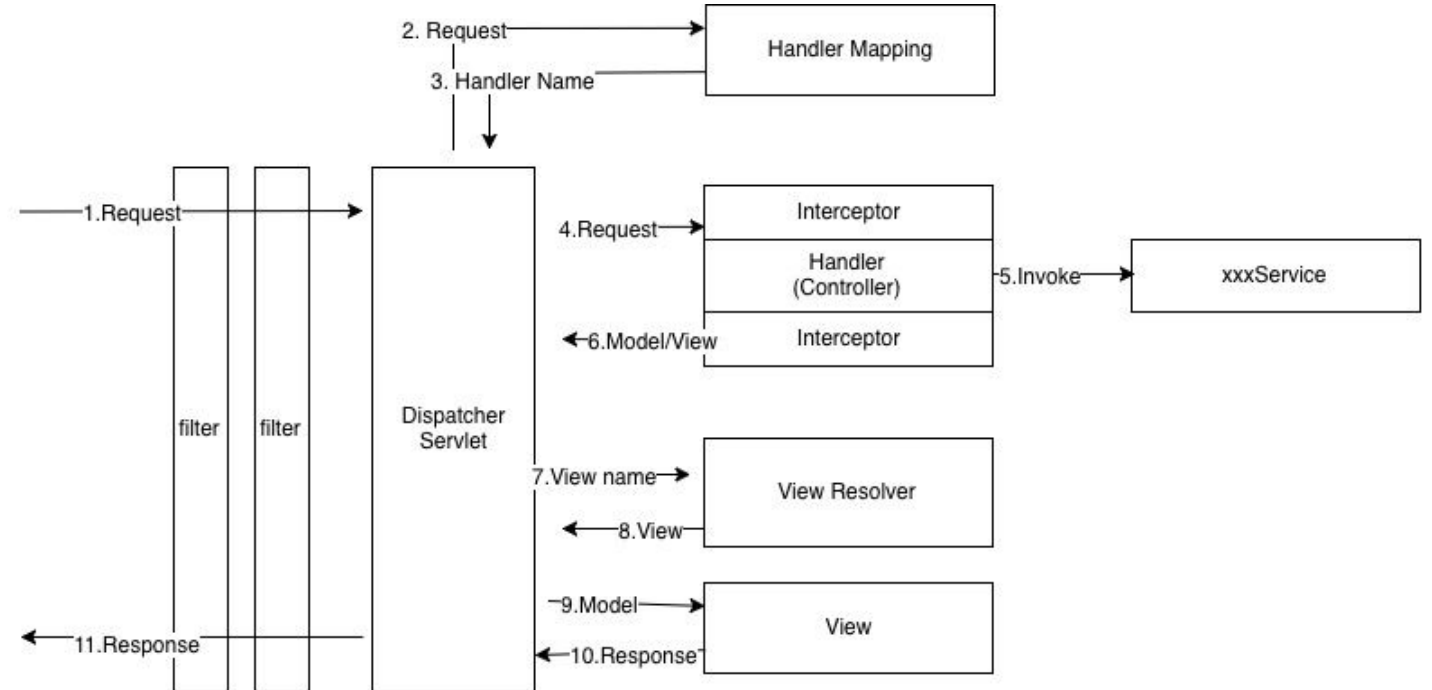 2. Request
Handler Mapping
3. Handler Name
1.Request
4.Request
Interceptor
Handler
(Controller)
5.Invoke
xxxService
6.Model/View
Interceptor
filter
filter
Dispatcher
Servlet
7.View name
View Resolver
8.View
9.Model
View
10.Response
11.Response